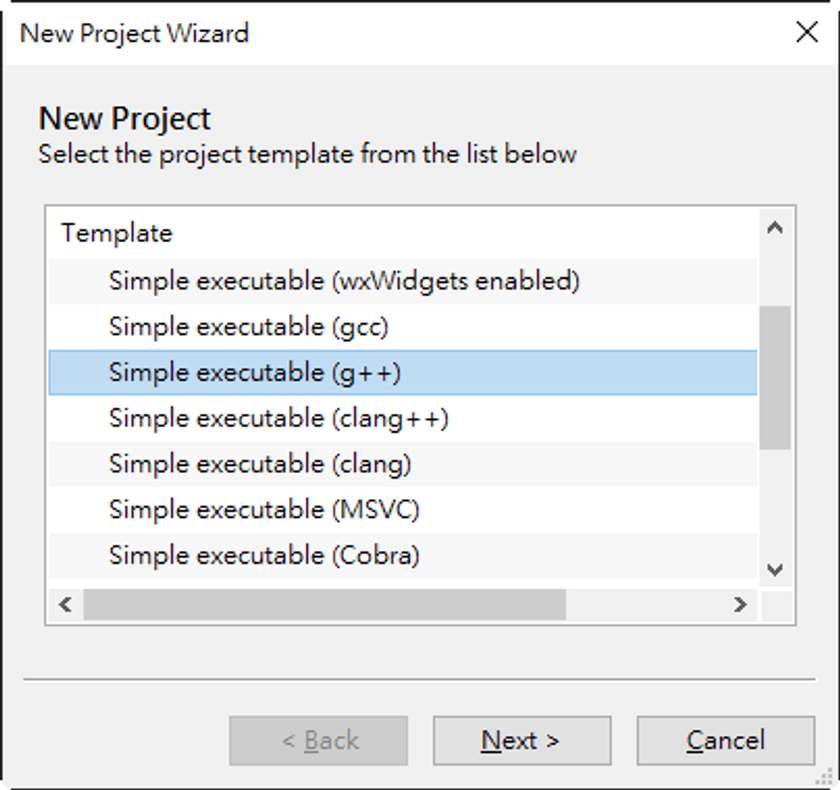 New Project Wizard
New Project
Select the project template from the list below
Template
Simple executable (wxWidgets enabled)
Simple executable (gcc)
Simple executable (g++)
Simple executable (clang++)
Simple executable (clang)
Simple executable (MSVC)
Simple executable (Cobra)
< Back
Next >
Cancel